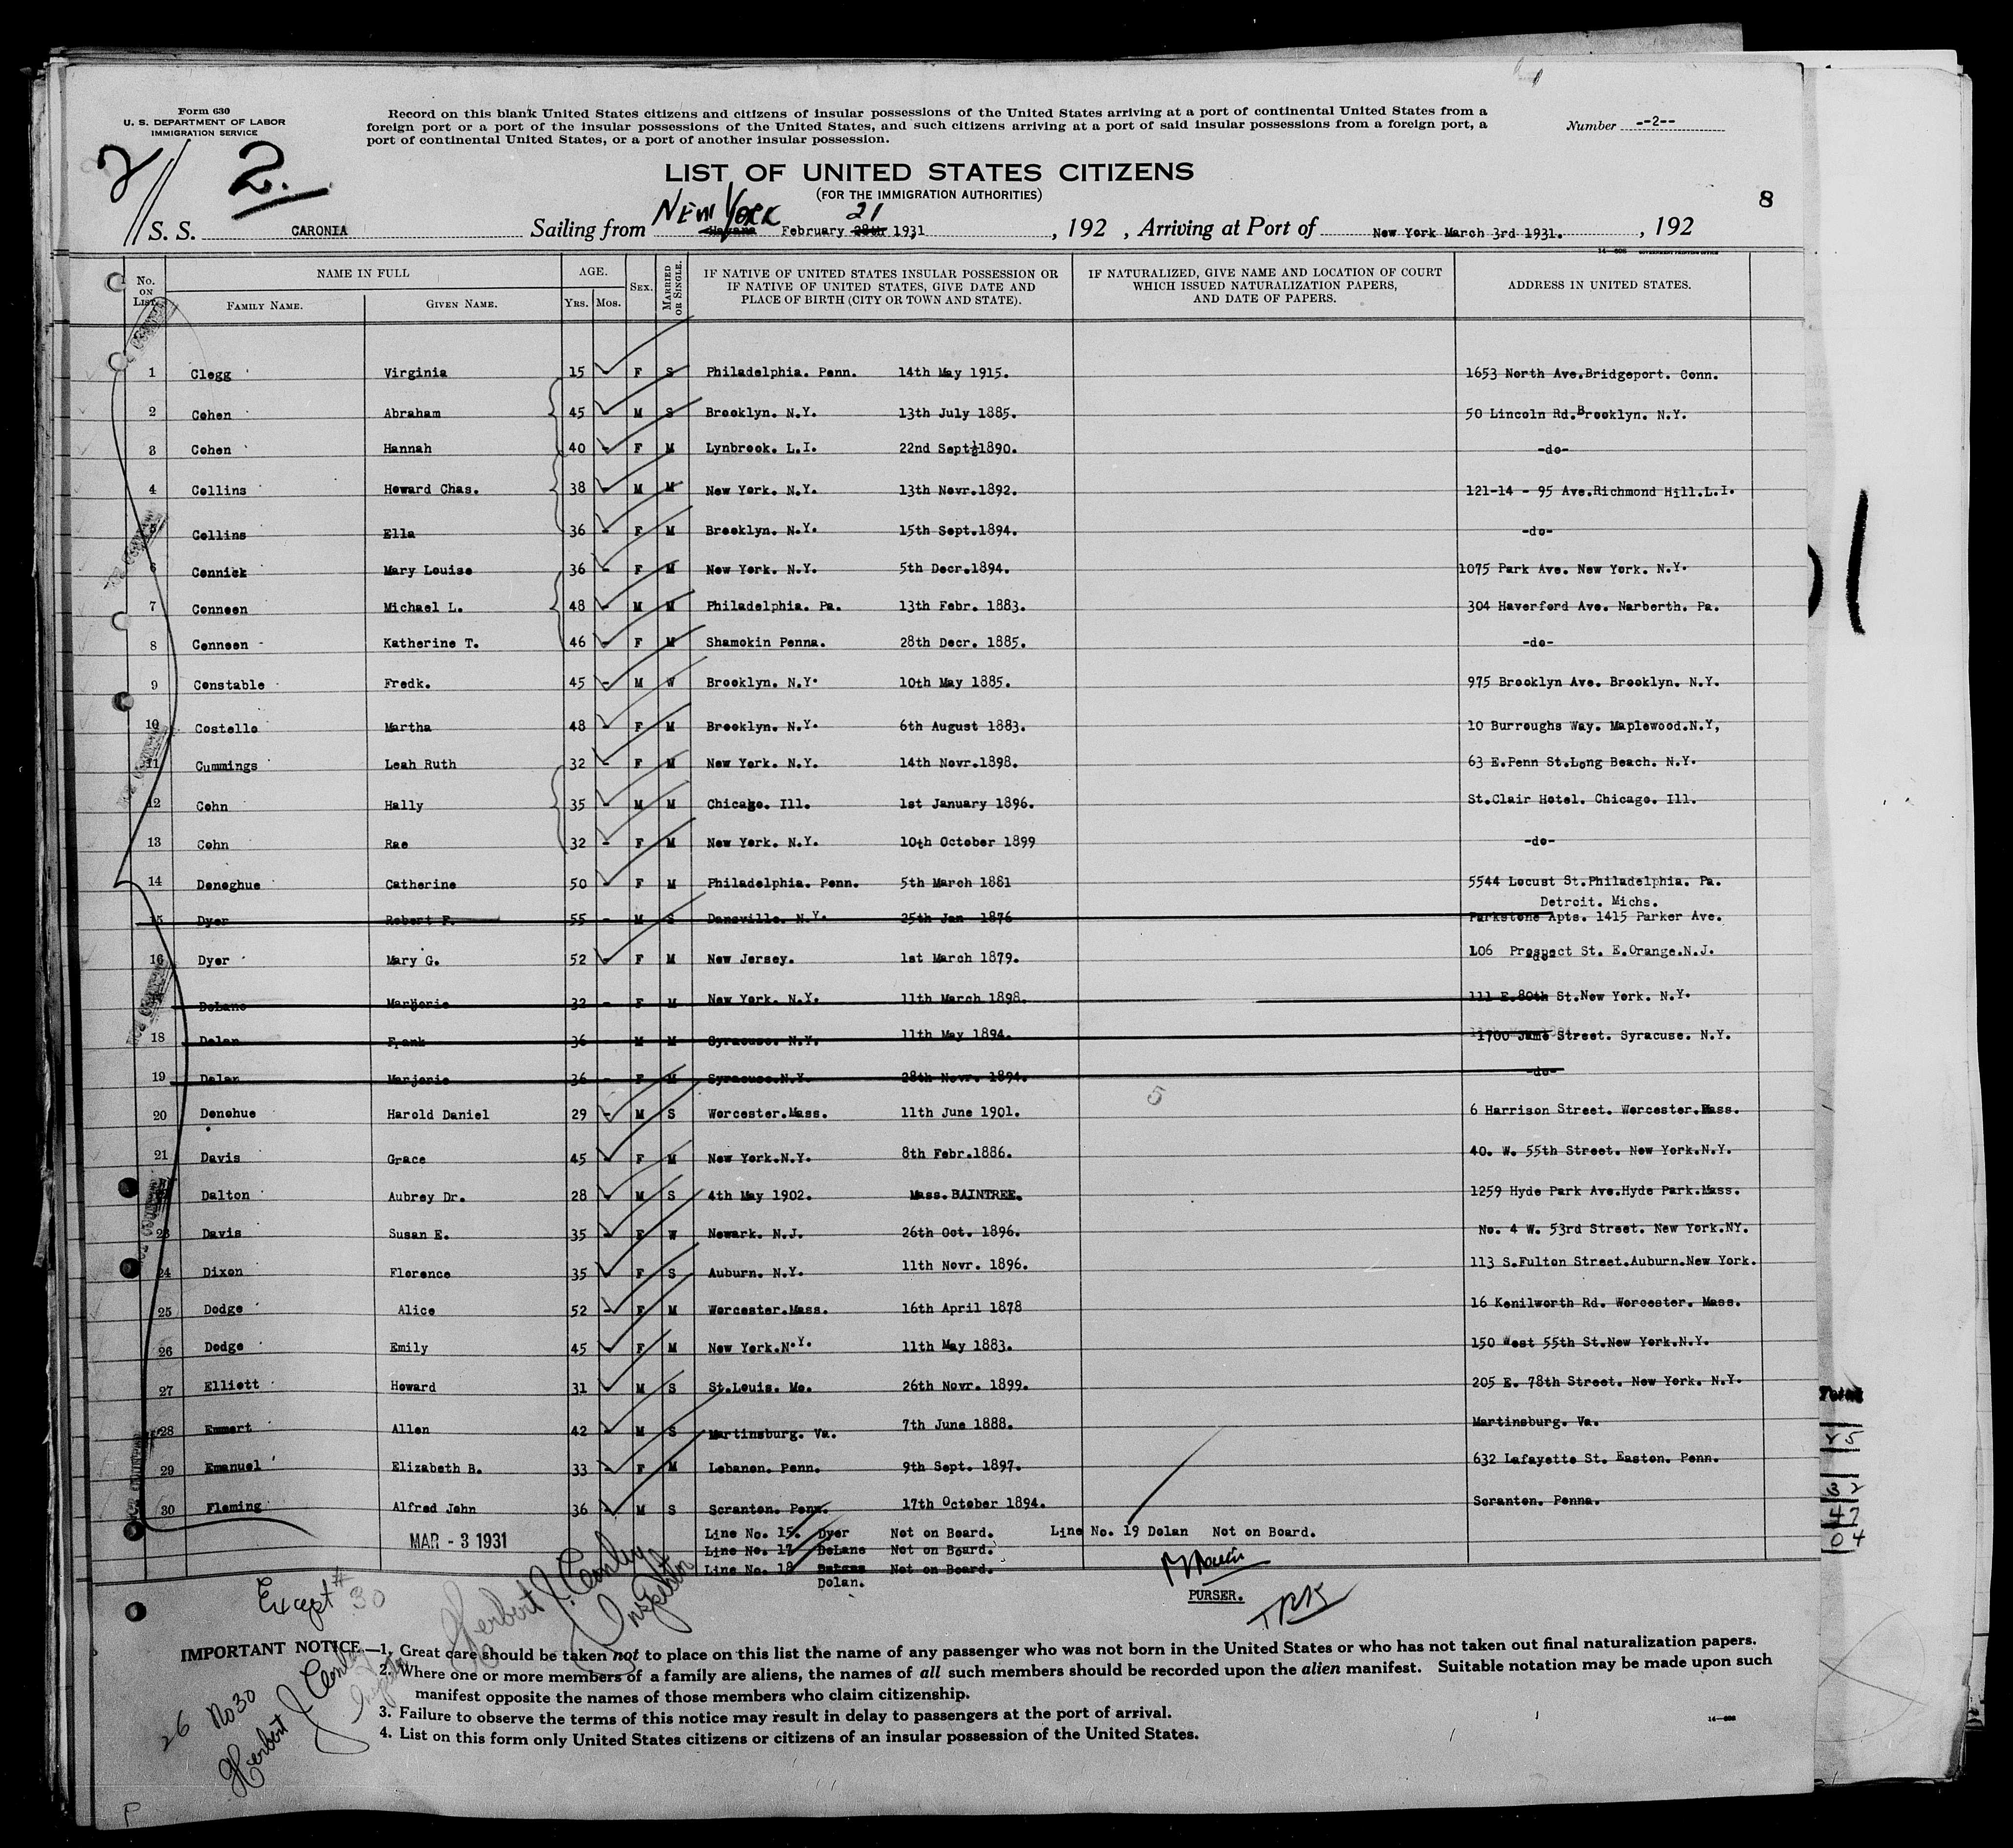 Form 630
U. S. DEPARTMENT OF LABOR
IMMIGRATION SERVICE
Record on this blank United States citizens and citizens of insular possessions of the United States arriving at a port of continental United States from a
foreign port or a port of the insular possessions of the United States, and such citizens arriving at a port of said insular possessions from a foreign port, a
port of continental United States, or a port of another insular possession.
Number --2--
2
2.
LIST OF UNITED STATES CITIZENS
(FOR THE IMMIGRATION AUTHORITIES)
8
NEW YORK 21
S. S. CARONIA Sailing from Havana February 28th 1931 , 192 , Arriving at Port of New York March 3rd 1931. , 192
14-608 GOVERNMENT PRINTING OFFICE
No. ON LIST. NAME IN FULL FAMILY NAME. GIVEN NAME. AGE. YRS. MOS. SEX. MARRIED OR SINGLE. IF NATIVE OF UNITED STATES INSULAR POSSESSION OR IF NATIVE OF UNITED STATES, GIVE DATE AND PLACE OF BIRTH (CITY OR TOWN AND STATE). IF NATURALIZED, GIVE NAME AND LOCATION OF COURT WHICH ISSUED NATURALIZATION PAPERS, AND DATE OF PAPERS. ADDRESS IN UNITED STATES.
1 Clegg Virginia 15 F S Philadelphia. Penn. 14th May 1915. 1653 North Ave.Bridgeport. Conn.
2 Cohen Abraham 45 - M S Brooklyn. N.Y. 13th July 1885. 50 Lincoln Rd.Brooklyn. N.Y.
3 Cohen Hannah 40 - F M Lynbrook. L.I. 22nd Sept.1890. -do-
4 Collins Howard Chas. 38 - M M New York. N.Y. 13th Novr.1892. 121-14 - 95 Ave.Richmond Hill.L.I.
5 Collins Ella 36 - F M Brooklyn. N.Y. 15th Sept.1894. -do-
6 Connick Mary Louise 36 - F M New York. N.Y. 5th Decr.1894. 1075 Park Ave. New York. N.Y.
7 Conneen Michael L. 48 - M M Philadelphia. Pa. 13th Febr. 1883. 304 Haverford Ave. Narberth. Pa.
8 Conneen Katherine T. 46 - F M Shamokin Penna. 28th Decr. 1885. -do-
9 Constable Fredk. 45 - M W Brooklyn. N.Y. 10th May 1885. 975 Brooklyn Ave. Brooklyn. N.Y.
10 Costello Martha 48 - F M Brooklyn. N.Y. 6th August 1883. 10 Burroughs Way. Maplewood.N.Y,
11 Cummings Leah Ruth 32 - F M New York. N.Y. 14th Novr.1898. 63 E.Penn St.Long Beach. N.Y.
12 Cohn Hally 35 - M M Chicago. Ill. 1st January 1896. St.Clair Hotel. Chicago. Ill.
13 Cohn Rae 32 - F M New York. N.Y. 10th October 1899 -do-
14 Donoghue Catherine 50 - F M Philadelphia. Penn. 5th March 1881 5544 Locust St.Philadelphia. Pa.
Detroit. Michs.
15 Dyer Robert F. 55 - M S Dansville. N.Y. 25th Jan 1876 Parkstone Apts. 1415 Parker Ave.
16 Dyer Mary G. 52 - F M New Jersey. 1st March 1879. 106 Prospect St. E.Orange.N.J.
DeLano Marjorie 32 - F M New York. N.Y. 11th March 1898. 111 E.80th St.New York. N.Y.
18 Dolan Frank 36 - M M Syracuse. N.Y. 11th May 1894. 1700 Jame Street. Syracuse. N.Y.
19 Dolan Marjorie 36 - F M Syracuse.N.Y. 28th Novr. 1894. -do-
5
20 Donohue Harold Daniel 29 - M S Worcester.Mass. 11th June 1901. 6 Harrison Street. Worcester.Mass.
21 Davis Grace 45 - F M New York.N.Y. 8th Febr.1886. 40. W. 55th Street. New York.N.Y.
Dalton Aubrey Dr. 28 - M S 4th May 1902. Mass. BAINTREE. 1259 Hyde Park Ave.Hyde Park.Mass.
23 Davis Susan E. 35 - F W Newark. N.J. 26th Oct. 1896. No. 4 W. 53rd Street. New York.NY.
24 Dixon Florence 35 - F S Auburn. N.Y. 11th Novr. 1896. 113 S.Fulton Street.Auburn.New York.
25 Dodge Alice 52 - F M Worcester.Mass. 16th April 1878 16 Kenilworth Rd. Worcester. Mass.
26 Dodge Emily 45 - F M New York.N.Y. 11th May 1883. 150 West 55th St.New York.N.Y.
27 Elliott Howard 31 M S St.Louis. Mo. 26th Novr. 1899. 205 E. 78th Street. New York. N.Y.
28 Emmert Allen 42 - M S Martinsburg. Va. 7th June 1888. Martinsburg. Va.
29 Emanuel Elizabeth B. 33 - F M Lebanon. Penn. 9th Sept. 1897. 632 Lafayette St. Easton. Penn.
30 Fleming Alfred John 36 - M S Scranton. Penn. 17th October 1894. Scranton. Penna.
MAR - 3 1931
Line No. 15. Dyer Not on Board. Line No. 19 Dolan Not on Board.
Line No. 17 DeLano Not on Board.
Line No. 18 Not on Board.
Dolan.
PURSER.
Except # 30
Herbert J. Conley
Inspector
IMPORTANT NOTICE—1. Great care should be taken not to place on this list the name of any passenger who was not born in the United States or who has not taken out final naturalization papers.
2. Where one or more members of a family are aliens, the names of all such members should be recorded upon the alien manifest. Suitable notation may be made upon such
manifest opposite the names of those members who claim citizenship.
3. Failure to observe the terms of this notice may result in delay to passengers at the port of arrival.
4. List on this form only United States citizens or citizens of an insular possession of the United States.
14-608
26 No 30
Herbert J. Conley
Inspector
Total
25
32
47
04
P